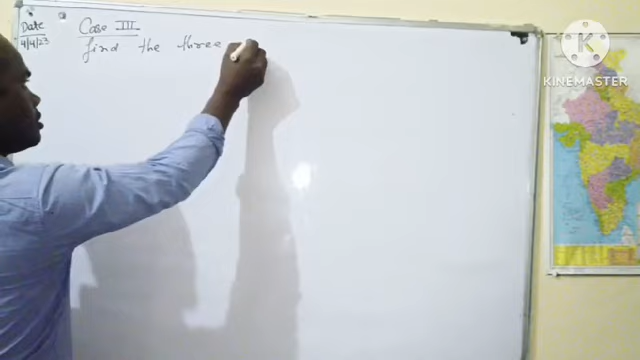 Date
4/4/23
Case III
find the three
K
KINEMASTER